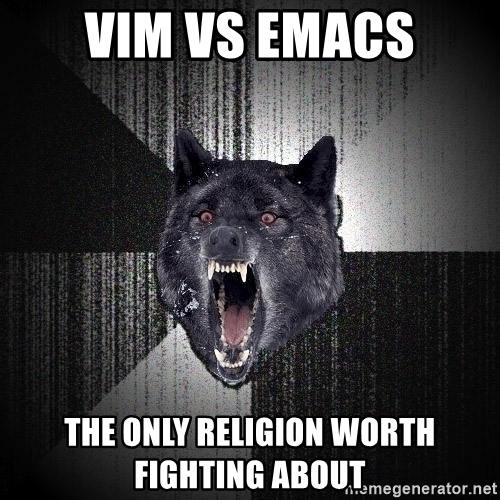 VIM VS EMACS
THE ONLY RELIGION WORTH
FIGHTING ABOUT
memegenerator.net